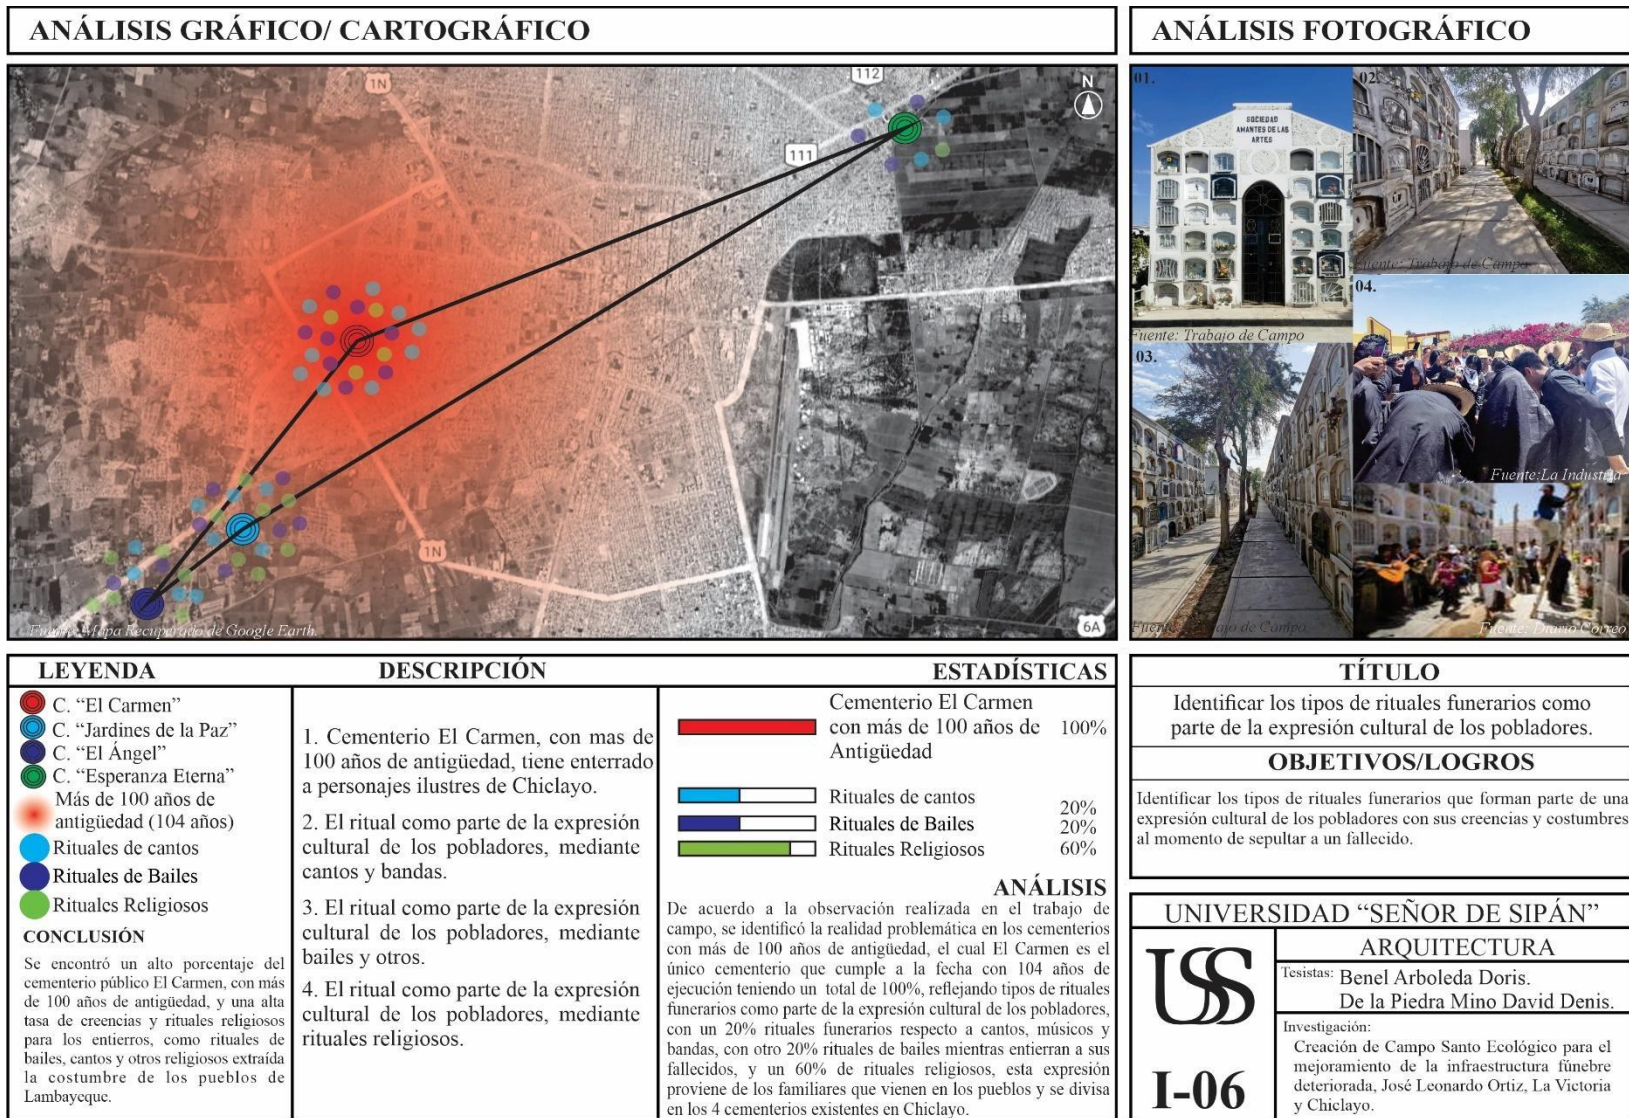 ANÁLISIS GRÁFICO/ CARTOGRÁFICO
1N
112
N
111
1N
6A
Fuente: Mapa Recuperado de Google Earth.
ANÁLISIS FOTOGRÁFICO
01.
SOCIEDAD
AMANTES DE LAS
ARTES
Fuente: Trabajo de Campo
02.
Fuente: Trabajo de Campo
03.
Fuente: Trabajo de Campo
04.
Fuente:La Industria
Fuente: Diario Correo
LEYENDA
C. “El Carmen”
C. “Jardines de la Paz”
C. “El Ángel”
C. “Esperanza Eterna”
Más de 100 años de
antigüedad (104 años)
Rituales de cantos
Rituales de Bailes
Rituales Religiosos
CONCLUSIÓN
Se encontró un alto porcentaje del
cementerio público El Carmen, con más
de 100 años de antigüedad, y una alta
tasa de creencias y rituales religiosos
para los entierros, como rituales de
bailes, cantos y otros religiosos extraída
la costumbre de los pueblos de
Lambayeque.
DESCRIPCIÓN
1. Cementerio El Carmen, con mas de
100 años de antigüedad, tiene enterrado
a personajes ilustres de Chiclayo.
2. El ritual como parte de la expresión
cultural de los pobladores, mediante
cantos y bandas.
3. El ritual como parte de la expresión
cultural de los pobladores, mediante
bailes y otros.
4. El ritual como parte de la expresión
cultural de los pobladores, mediante
rituales religiosos.
ESTADÍSTICAS
Cementerio El Carmen
con más de 100 años de 100%
Antigüedad
Rituales de cantos 20%
Rituales de Bailes 20%
Rituales Religiosos 60%
ANÁLISIS
De acuerdo a la observación realizada en el trabajo de
campo, se identificó la realidad problemática en los cementerios
con más de 100 años de antigüedad, el cual El Carmen es el
único cementerio que cumple a la fecha con 104 años de
ejecución teniendo un total de 100%, reflejando tipos de rituales
funerarios como parte de la expresión cultural de los pobladores,
con un 20% rituales funerarios respecto a cantos, músicos y
bandas, con otro 20% rituales de bailes mientras entierran a sus
fallecidos, y un 60% de rituales religiosos, esta expresión
proviene de los familiares que vienen en los pueblos y se divisa
en los 4 cementerios existentes en Chiclayo.
TÍTULO
Identificar los tipos de rituales funerarios como
parte de la expresión cultural de los pobladores.
OBJETIVOS/LOGROS
Identificar los tipos de rituales funerarios que forman parte de una
expresión cultural de los pobladores con sus creencias y costumbres
al momento de sepultar a un fallecido.
UNIVERSIDAD “SEÑOR DE SIPÁN”
USS
I-06
ARQUITECTURA
Tesistas: Benel Arboleda Doris.
De la Piedra Mino David Denis.
Investigación:
Creación de Campo Santo Ecológico para el
mejoramiento de la infraestructura fúnebre
deteriorada, José Leonardo Ortiz, La Victoria
y Chiclayo.